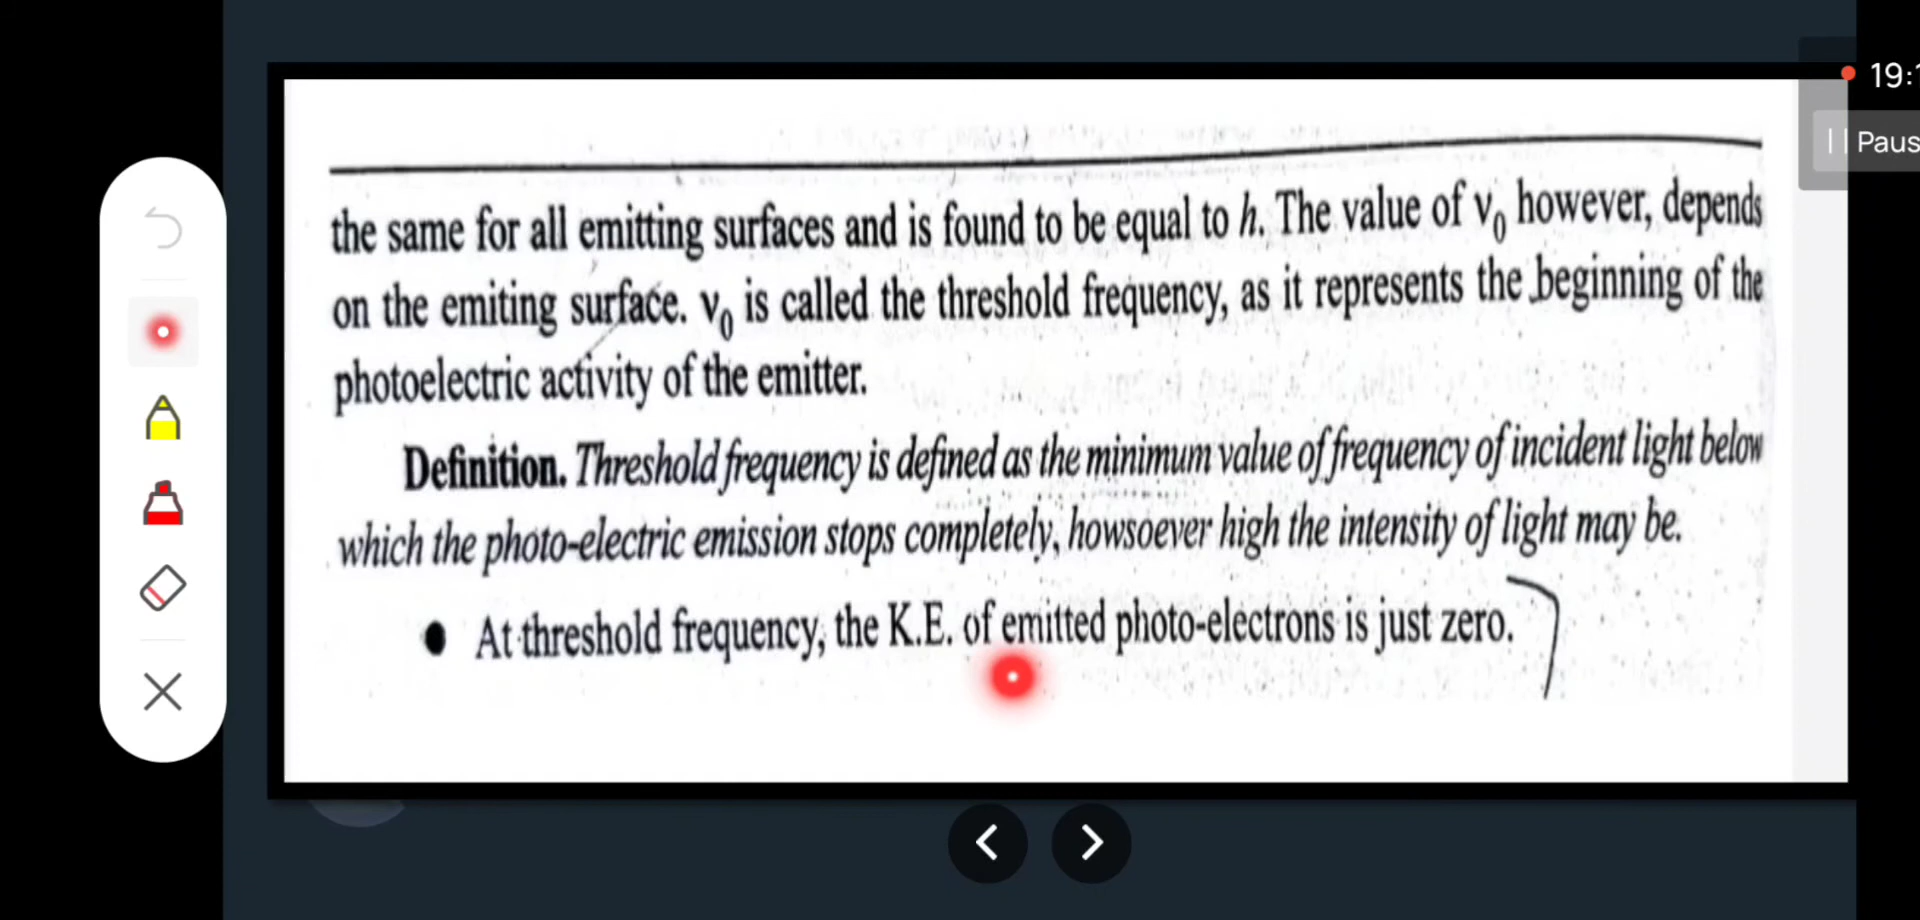 19:1
|| Paus
the same for all emitting surfaces and is found to be equal to h. The value of ν₀ however, depends
on the emiting surface. ν₀ is called the threshold frequency, as it represents the beginning of the
photoelectric activity of the emitter.
Definition. Threshold frequency is defined as the minimum value of frequency of incident light below
which the photo-electric emission stops completely, howsoever high the intensity of light may be.
● At threshold frequency, the K.E. of emitted photo-electrons is just zero.